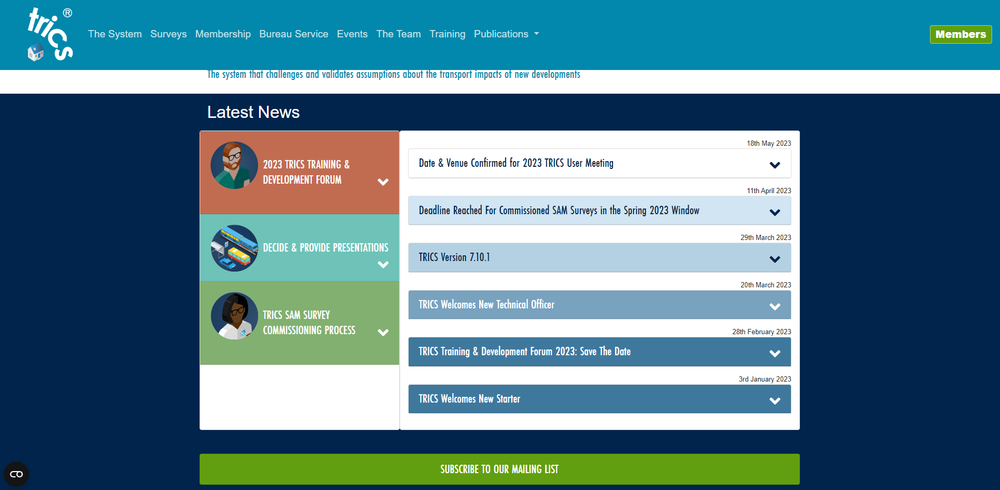 trics®
The System Surveys Membership Bureau Service Events The Team Training Publications
Members
The system that challenges and validates assumptions about the transport impacts of new developments
Latest News
2023 TRICS TRAINING &
DEVELOPMENT FORUM
DECIDE & PROVIDE PRESENTATIONS
TRICS SAM SURVEY
COMMISSIONING PROCESS
18th May 2023
Date & Venue Confirmed for 2023 TRICS User Meeting
11th April 2023
Deadline Reached For Commissioned SAM Surveys in the Spring 2023 Window
29th March 2023
TRICS Version 7.10.1
20th March 2023
TRICS Welcomes New Technical Officer
28th February 2023
TRICS Training & Development Forum 2023: Save The Date
3rd January 2023
TRICS Welcomes New Starter
SUBSCRIBE TO OUR MAILING LIST